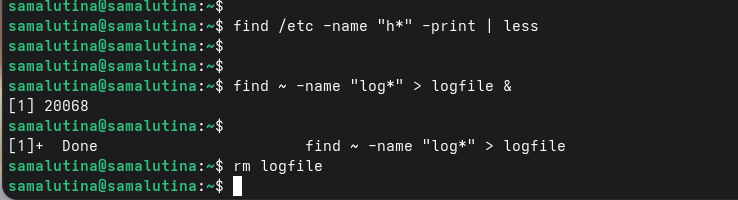 samalutina@samalutina:~$
samalutina@samalutina:~$ find /etc -name "h*" -print | less
samalutina@samalutina:~$
samalutina@samalutina:~$
samalutina@samalutina:~$ find ~ -name "log*" > logfile &
[1] 20068
samalutina@samalutina:~$
[1]+  Done                       find ~ -name "log*" > logfile
samalutina@samalutina:~$ rm logfile
samalutina@samalutina:~$